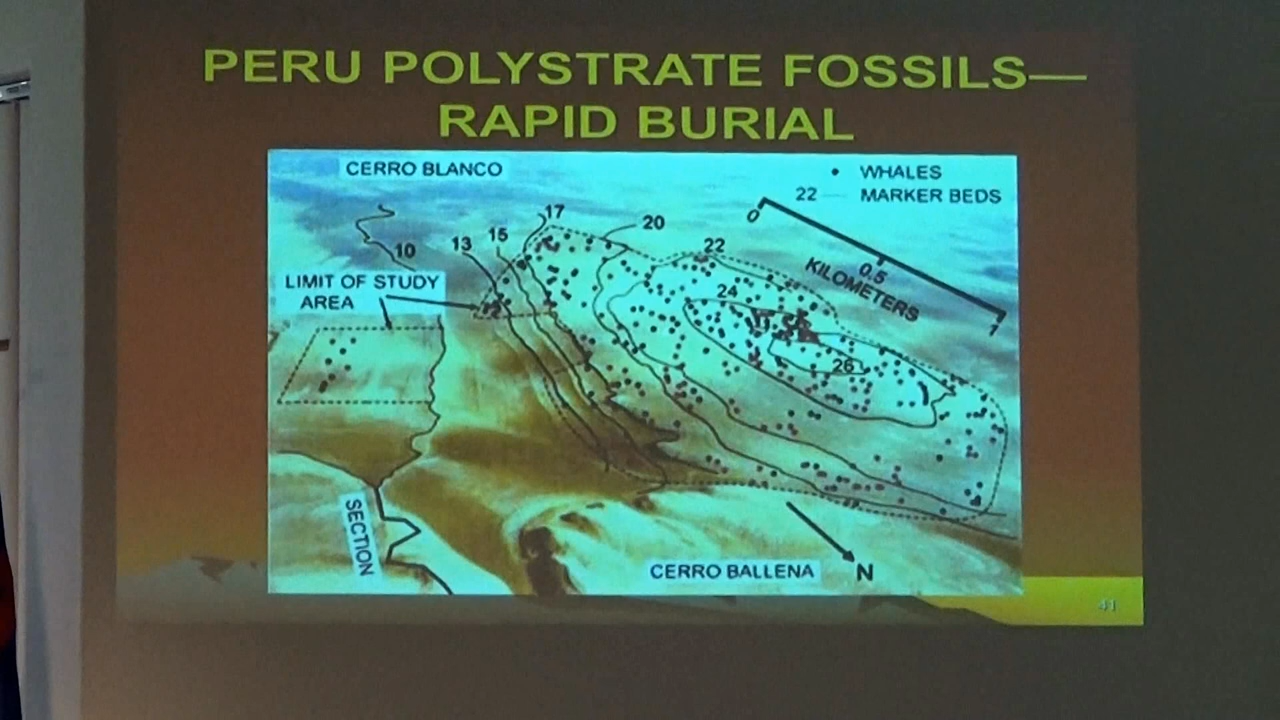 PERU POLYSTRATE FOSSILS—
RAPID BURIAL
CERRO BLANCO
WHALES
22 — MARKER BEDS
0
0.5
1
KILOMETERS
10
13
15
17
20
22
24
26
LIMIT OF STUDY
AREA
SECTION
CERRO BALLENA
N
41